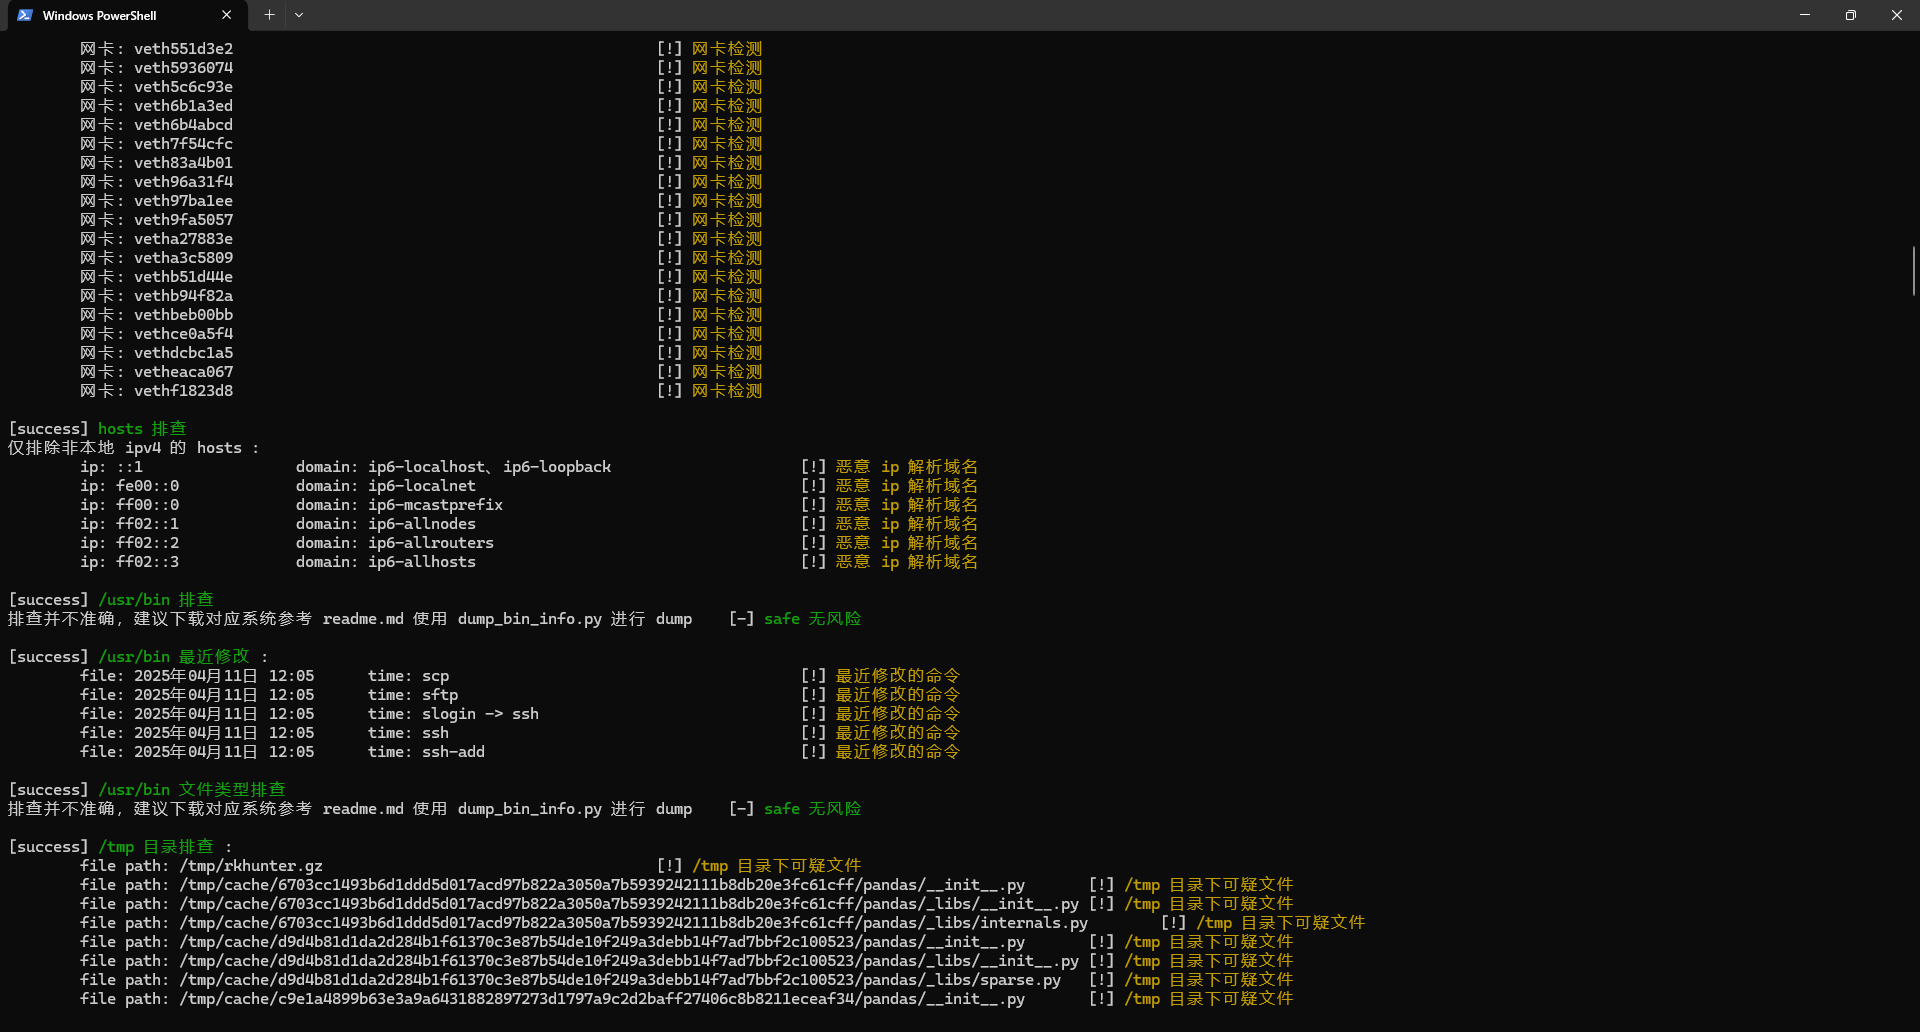 Windows PowerShell
网卡: veth551d3e2 [!] 网卡检测
网卡: veth5936074 [!] 网卡检测
网卡: veth5c6c93e [!] 网卡检测
网卡: veth6b1a3ed [!] 网卡检测
网卡: veth6b4abcd [!] 网卡检测
网卡: veth7f54cfc [!] 网卡检测
网卡: veth83a4b01 [!] 网卡检测
网卡: veth96a31f4 [!] 网卡检测
网卡: veth97ba1ee [!] 网卡检测
网卡: veth9fa5057 [!] 网卡检测
网卡: vetha27883e [!] 网卡检测
网卡: vetha3c5809 [!] 网卡检测
网卡: vethb51d44e [!] 网卡检测
网卡: vethb94f82a [!] 网卡检测
网卡: vethbeb00bb [!] 网卡检测
网卡: vethce0a5f4 [!] 网卡检测
网卡: vethdcbc1a5 [!] 网卡检测
网卡: vetheaca067 [!] 网卡检测
网卡: vethf1823d8 [!] 网卡检测
[success] hosts 排查
仅排除非本地 ipv4 的 hosts :
ip: ::1 domain: ip6-localhost、ip6-loopback [!] 恶意 ip 解析域名
ip: fe00::0 domain: ip6-localnet [!] 恶意 ip 解析域名
ip: ff00::0 domain: ip6-mcastprefix [!] 恶意 ip 解析域名
ip: ff02::1 domain: ip6-allnodes [!] 恶意 ip 解析域名
ip: ff02::2 domain: ip6-allrouters [!] 恶意 ip 解析域名
ip: ff02::3 domain: ip6-allhosts [!] 恶意 ip 解析域名
[success] /usr/bin 排查
排查并不准确，建议下载对应系统参考 readme.md 使用 dump_bin_info.py 进行 dump [-] safe 无风险
[success] /usr/bin 最近修改 :
file: 2025年04月11日 12:05 time: scp [!] 最近修改的命令
file: 2025年04月11日 12:05 time: sftp [!] 最近修改的命令
file: 2025年04月11日 12:05 time: slogin -> ssh [!] 最近修改的命令
file: 2025年04月11日 12:05 time: ssh [!] 最近修改的命令
file: 2025年04月11日 12:05 time: ssh-add [!] 最近修改的命令
[success] /usr/bin 文件类型排查
排查并不准确，建议下载对应系统参考 readme.md 使用 dump_bin_info.py 进行 dump [-] safe 无风险
[success] /tmp 目录排查 :
file path: /tmp/rkhunter.gz [!] /tmp 目录下可疑文件
file path: /tmp/cache/6703cc1493b6d1ddd5d017acd97b822a3050a7b5939242111b8db20e3fc61cff/pandas/__init__.py [!] /tmp 目录下可疑文件
file path: /tmp/cache/6703cc1493b6d1ddd5d017acd97b822a3050a7b5939242111b8db20e3fc61cff/pandas/_libs/__init__.py [!] /tmp 目录下可疑文件
file path: /tmp/cache/6703cc1493b6d1ddd5d017acd97b822a3050a7b5939242111b8db20e3fc61cff/pandas/_libs/internals.py [!] /tmp 目录下可疑文件
file path: /tmp/cache/d9d4b81d1da2d284b1f61370c3e87b54de10f249a3debb14f7ad7bbf2c100523/pandas/__init__.py [!] /tmp 目录下可疑文件
file path: /tmp/cache/d9d4b81d1da2d284b1f61370c3e87b54de10f249a3debb14f7ad7bbf2c100523/pandas/_libs/__init__.py [!] /tmp 目录下可疑文件
file path: /tmp/cache/d9d4b81d1da2d284b1f61370c3e87b54de10f249a3debb14f7ad7bbf2c100523/pandas/_libs/sparse.py [!] /tmp 目录下可疑文件
file path: /tmp/cache/c9e1a4899b63e3a9a6431882897273d1797a9c2d2baff27406c8b8211eceaf34/pandas/__init__.py [!] /tmp 目录下可疑文件